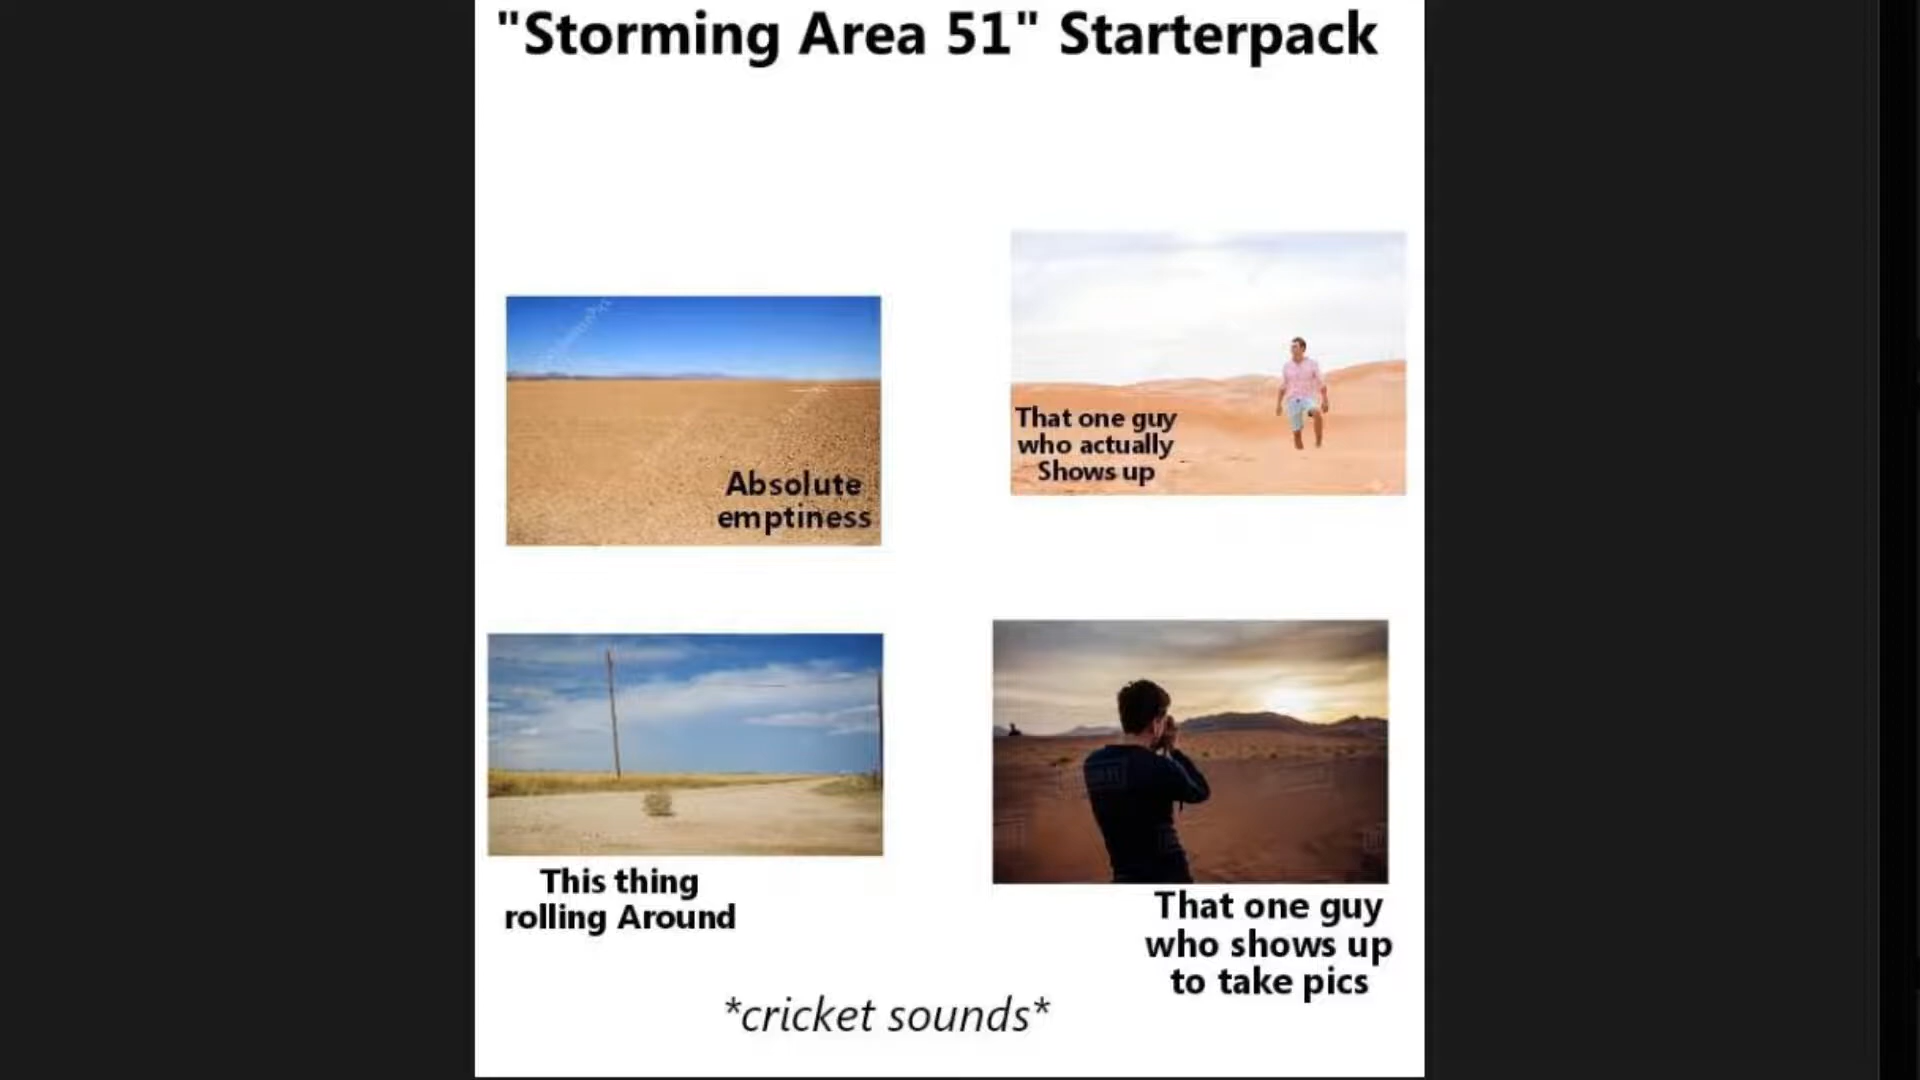 "Storming Area 51" Starterpack
Absolute
emptiness
That one guy
who actually
Shows up
This thing
rolling Around
That one guy
who shows up
to take pics
*cricket sounds*